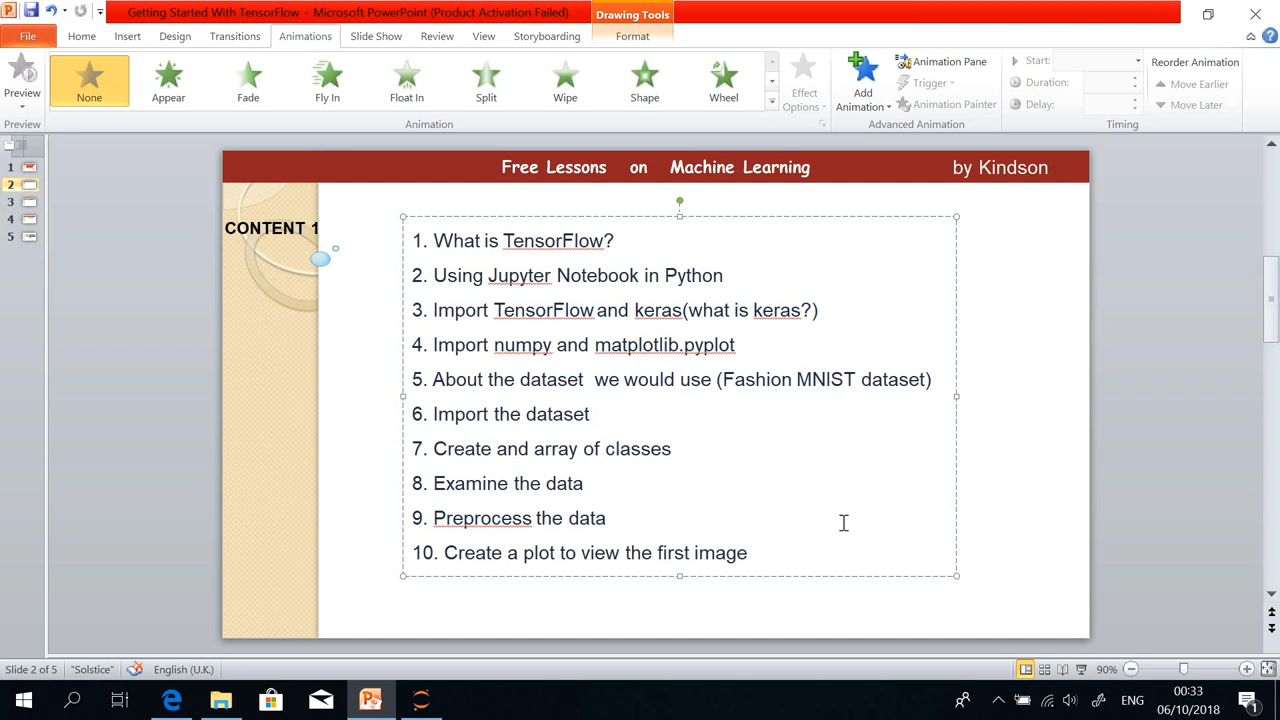 Getting Started With TensorFlow - Microsoft PowerPoint (Product Activation Failed)
Drawing Tools
File Home Insert Design Transitions Animations Slide Show Review View Storyboarding Format
Preview None Appear Fade Fly In Float In Split Wipe Shape Wheel Effect Options Add Animation Animation Pane Trigger Animation Painter Start: Duration: Delay: Reorder Animation Move Earlier Move Later
Preview Animation Advanced Animation Timing
1
2
3
4
5
Free Lessons on Machine Learning by Kindson
CONTENT 1
1. What is TensorFlow?
2. Using Jupyter Notebook in Python
3. Import TensorFlow and keras(what is keras?)
4. Import numpy and matplotlib.pyplot
5. About the dataset we would use (Fashion MNIST dataset)
6. Import the dataset
7. Create and array of classes
8. Examine the data
9. Preprocess the data
10. Create a plot to view the first image
Slide 2 of 5 "Solstice" English (U.K.) 90%
ENG 00:33
06/10/2018 1